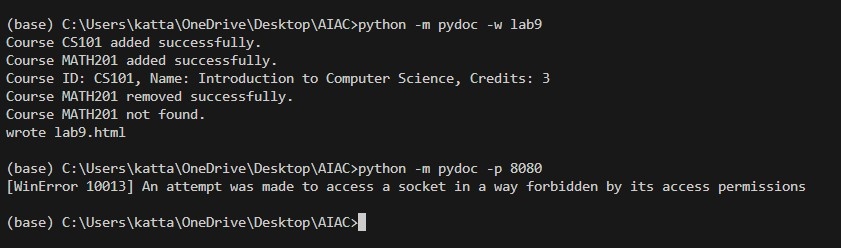 (base) C:\Users\katta\OneDrive\Desktop\AIAC>python -m pydoc -w lab9
Course CS101 added successfully.
Course MATH201 added successfully.
Course ID: CS101, Name: Introduction to Computer Science, Credits: 3
Course MATH201 removed successfully.
Course MATH201 not found.
wrote lab9.html
(base) C:\Users\katta\OneDrive\Desktop\AIAC>python -m pydoc -p 8080
[WinError 10013] An attempt was made to access a socket in a way forbidden by its access permissions
(base) C:\Users\katta\OneDrive\Desktop\AIAC>